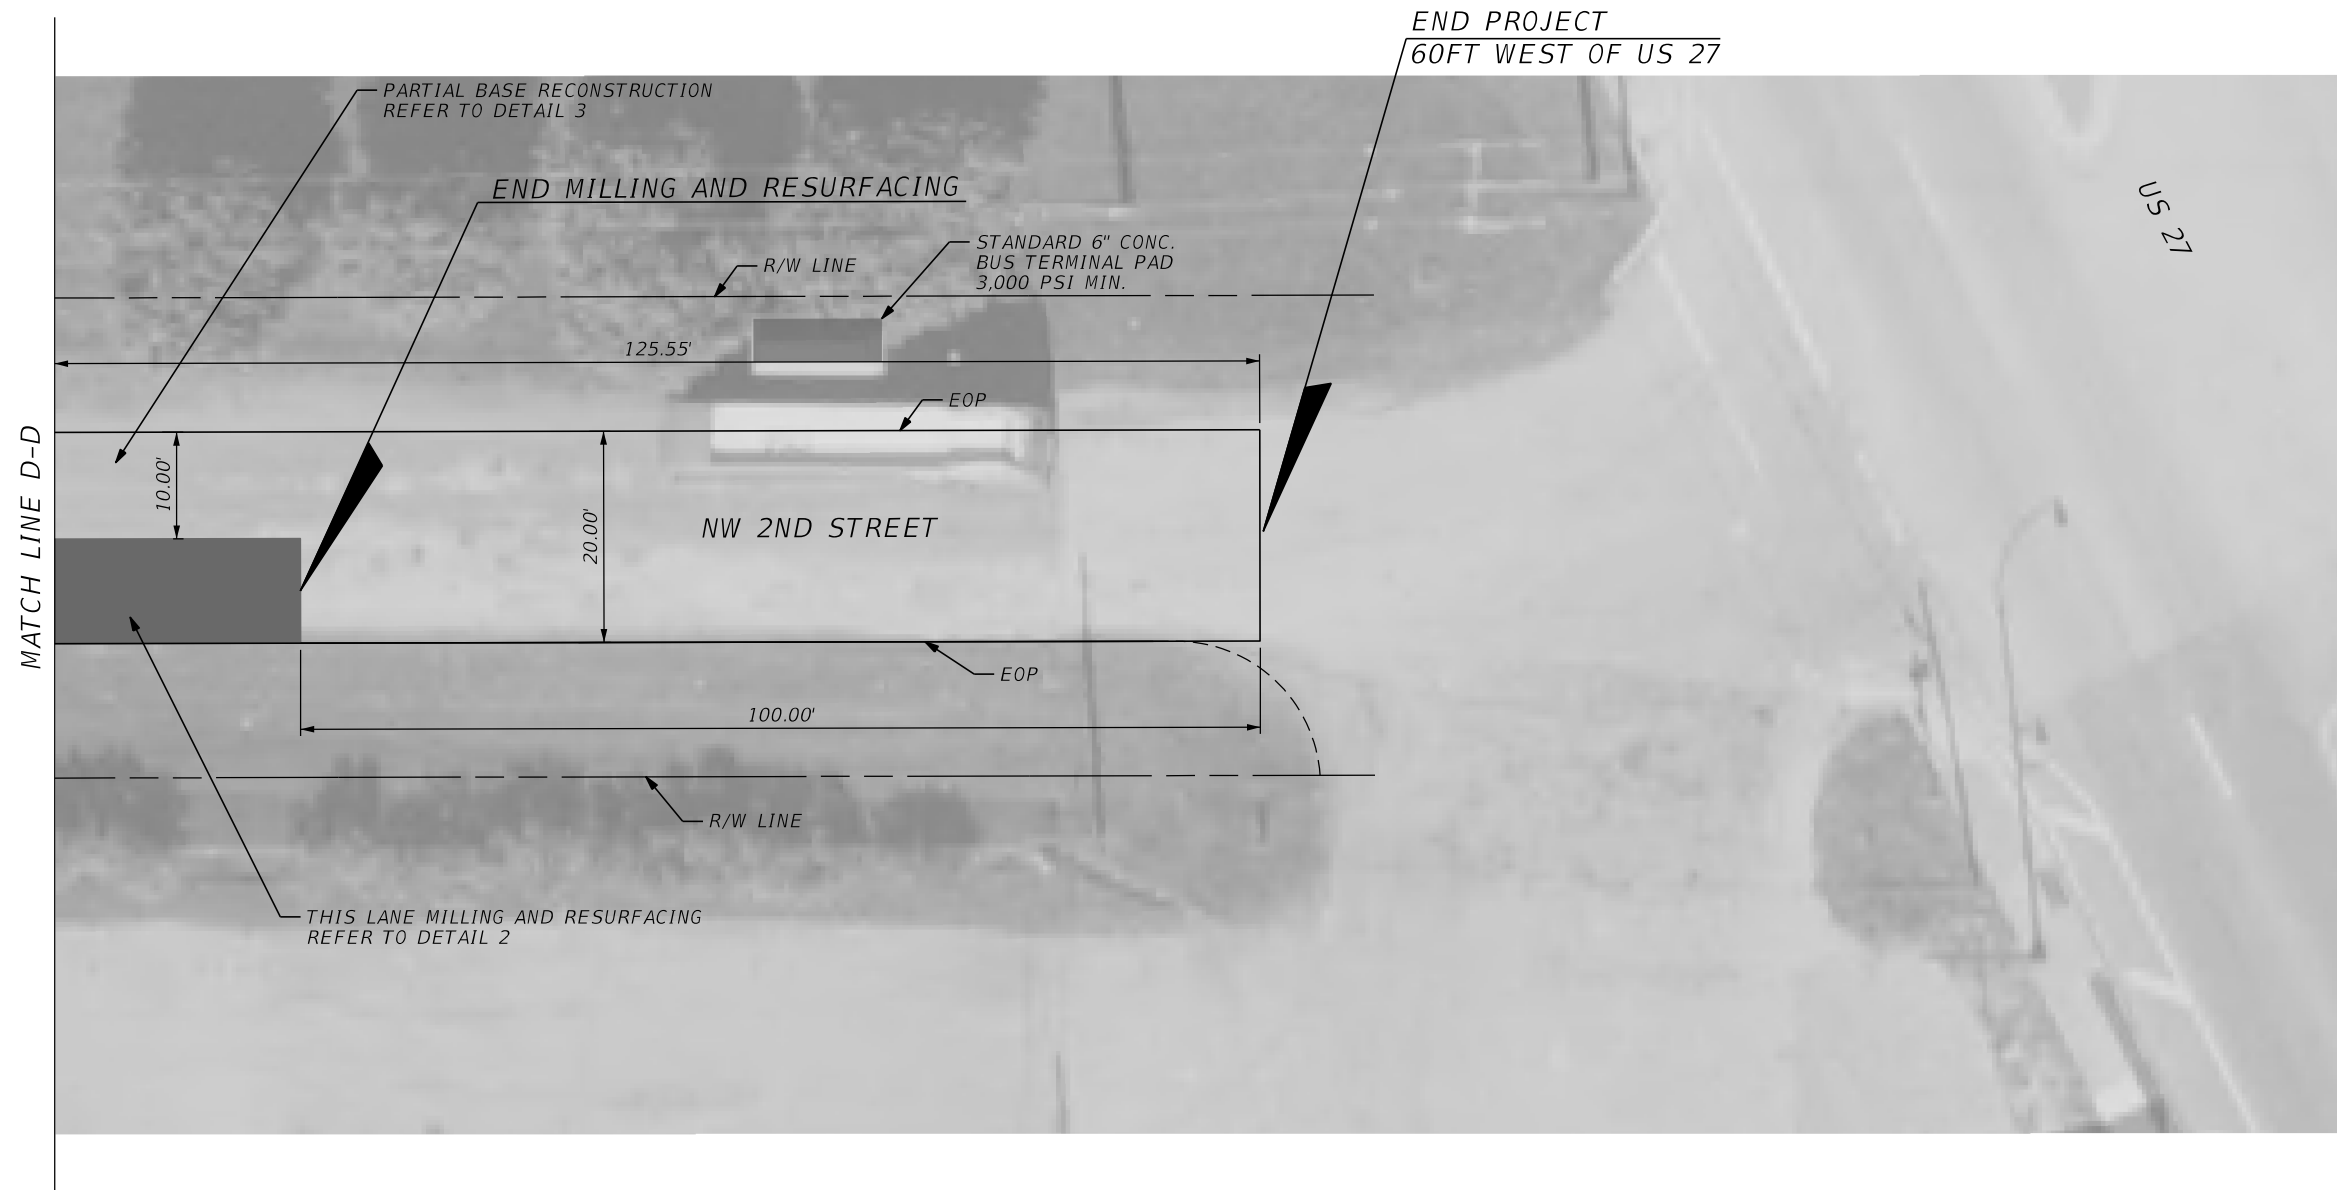 END PROJECT
60FT WEST OF US 27
PARTIAL BASE RECONSTRUCTION
REFER TO DETAIL 3
END MILLING AND RESURFACING
US 27
STANDARD 6" CONC.
BUS TERMINAL PAD
3,000 PSI MIN.
R/W LINE
125.55'
EOP
MATCH LINE D-D
10.00'
20.00'
NW 2ND STREET
EOP
100.00'
R/W LINE
THIS LANE MILLING AND RESURFACING
REFER TO DETAIL 2